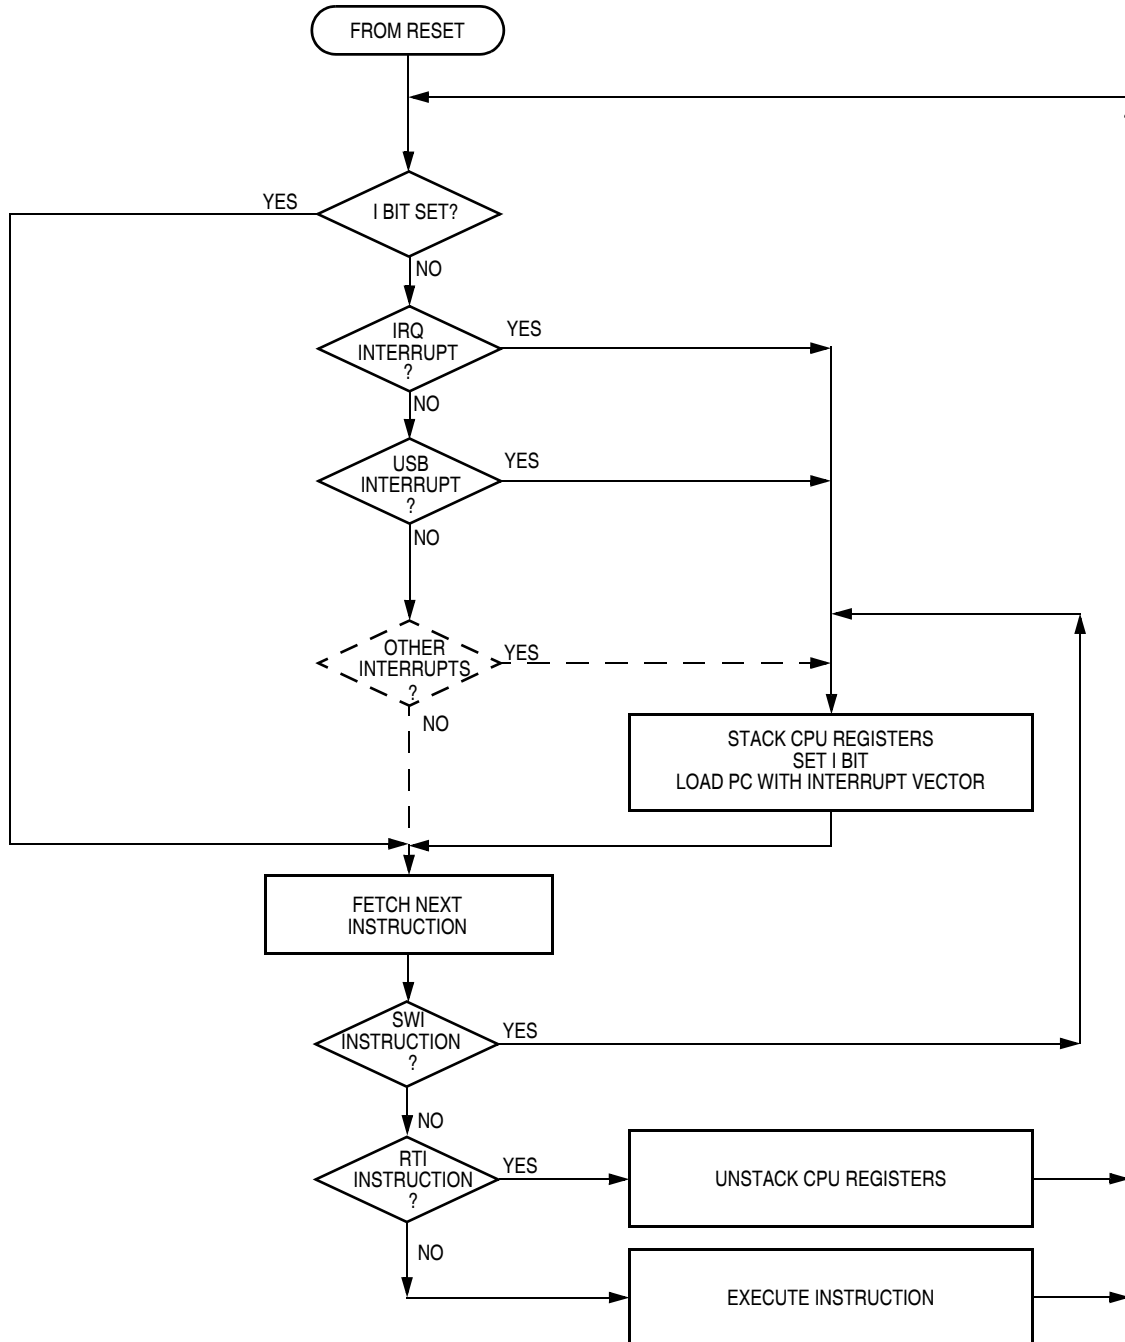 FROM RESET
YES
I BIT SET?
NO
IRQ
INTERRUPT
?
YES
NO
USB
INTERRUPT
?
YES
NO
OTHER
INTERRUPTS
?
YES
NO
STACK CPU REGISTERS
SET I BIT
LOAD PC WITH INTERRUPT VECTOR
FETCH NEXT
INSTRUCTION
SWI
INSTRUCTION
?
YES
NO
RTI
INSTRUCTION
?
YES
UNSTACK CPU REGISTERS
NO
EXECUTE INSTRUCTION